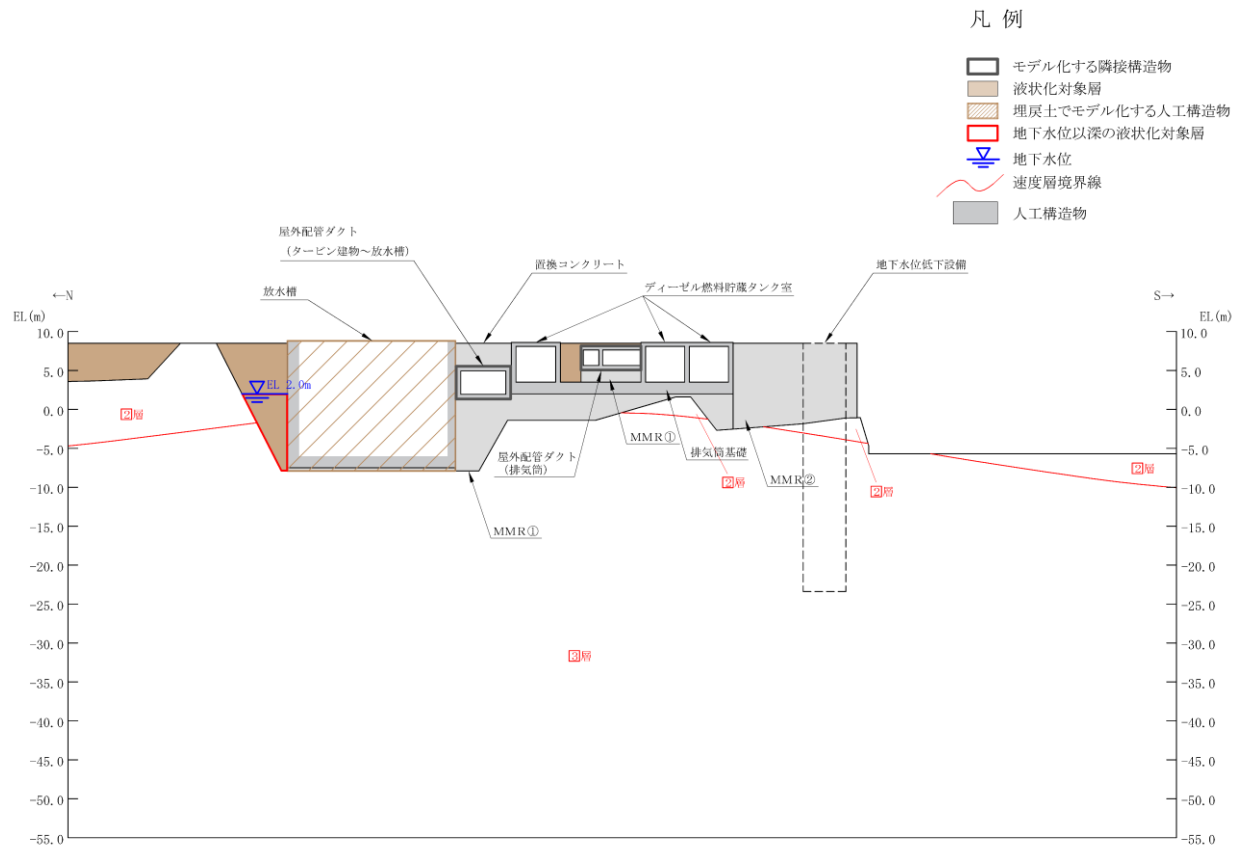 凡 例
モデル化する隣接構造物
液状化対象層
埋戻土でモデル化する人工構造物
地下水位以深の液状化対象層
地下水位
速度層境界線
人工構造物
屋外配管ダクト
(タービン建物～放水槽)
置換コンクリート
地下水位低下設備
ディーゼル燃料貯蔵タンク室
放水槽
←N
S→
EL(m)
EL(m)
10.0
5.0
0.0
-5.0
-10.0
-15.0
-20.0
-25.0
-30.0
-35.0
-40.0
-45.0
-50.0
-55.0
EL 2.0m
②層
MMR①
排気筒基礎
屋外配管ダクト
(排気筒)
②層
MMR②
②層
②層
MMR①
③層
10.0
5.0
0.0
-5.0
-10.0
-15.0
-20.0
-25.0
-30.0
-35.0
-40.0
-45.0
-50.0
-55.0